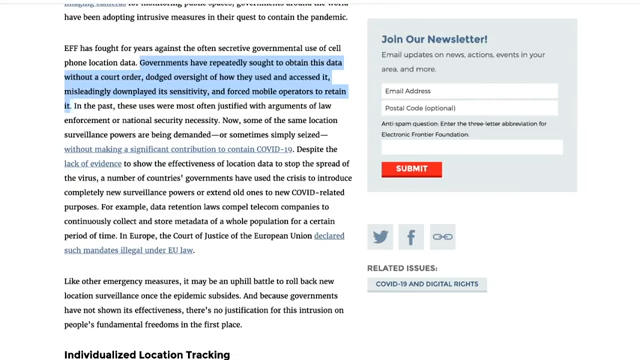 imaging cameras for monitoring public spaces, governments around the world
have been adopting intrusive measures in their quest to contain the pandemic.
EFF has fought for years against the often secretive governmental use of cell
phone location data. Governments have repeatedly sought to obtain this data
without a court order, dodged oversight of how they used and accessed it,
misleadingly downplayed its sensitivity, and forced mobile operators to retain
it. In the past, these uses were most often justified with arguments of law
enforcement or national security necessity. Now, some of the same location
surveillance powers are being demanded—or sometimes simply seized—
without making a significant contribution to contain COVID-19. Despite the
lack of evidence to show the effectiveness of location data to stop the spread of
the virus, a number of countries' governments have used the crisis to introduce
completely new surveillance powers or extend old ones to new COVID-related
purposes. For example, data retention laws compel telecom companies to
continuously collect and store metadata of a whole population for a certain
period of time. In Europe, the Court of Justice of the European Union declared
such mandates illegal under EU law.
Like other emergency measures, it may be an uphill battle to roll back new
location surveillance once the epidemic subsides. And because governments
have not shown its effectiveness, there's no justification for this intrusion on
people's fundamental freedoms in the first place.
Individualized Location Tracking
Join Our Newsletter!
Email updates on news, actions, events in your
area, and more.
Email Address
Postal Code (optional)
Anti-spam question: Enter the three-letter abbreviation for
Electronic Frontier Foundation.
SUBMIT
RELATED ISSUES:
COVID-19 AND DIGITAL RIGHTS